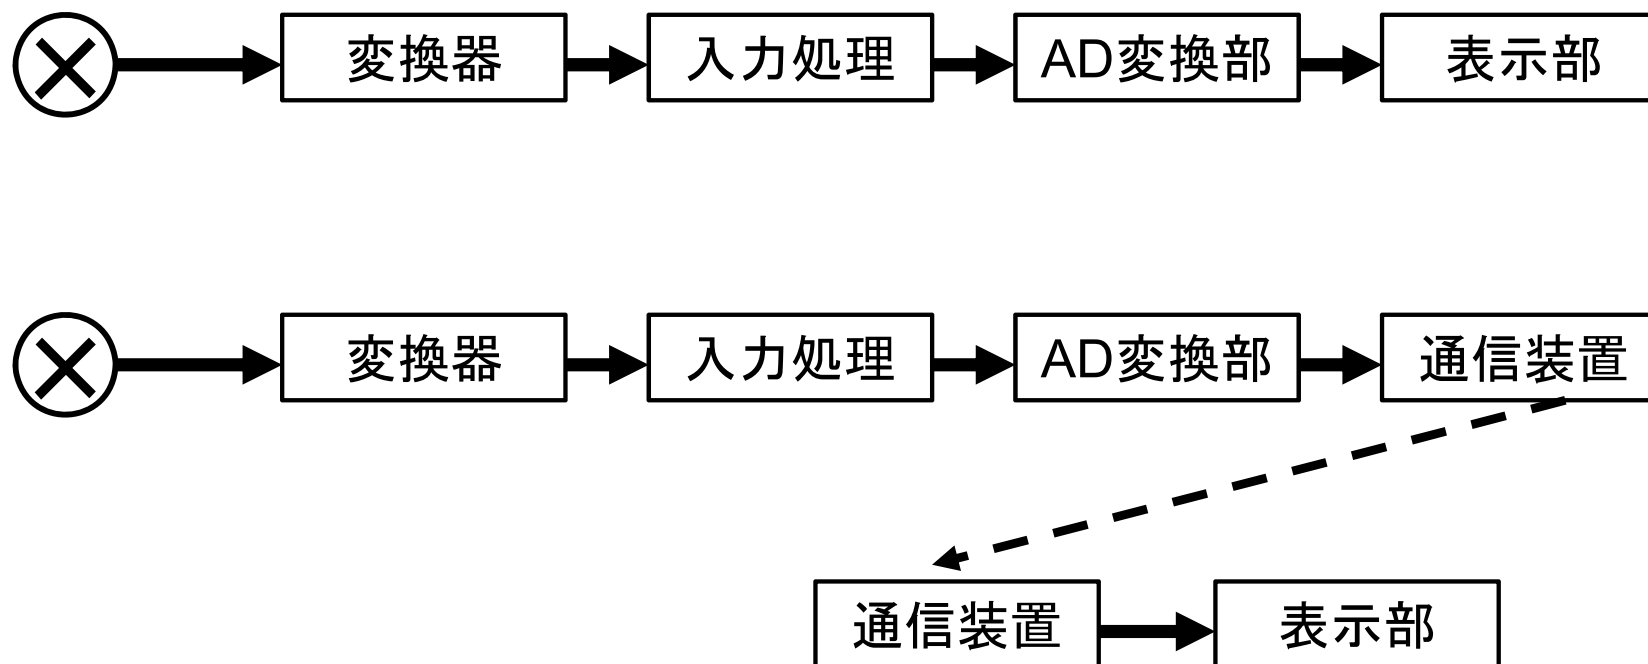 変換器
入力処理
AD変換部
表示部
変換器
入力処理
AD変換部
通信装置
通信装置
表示部